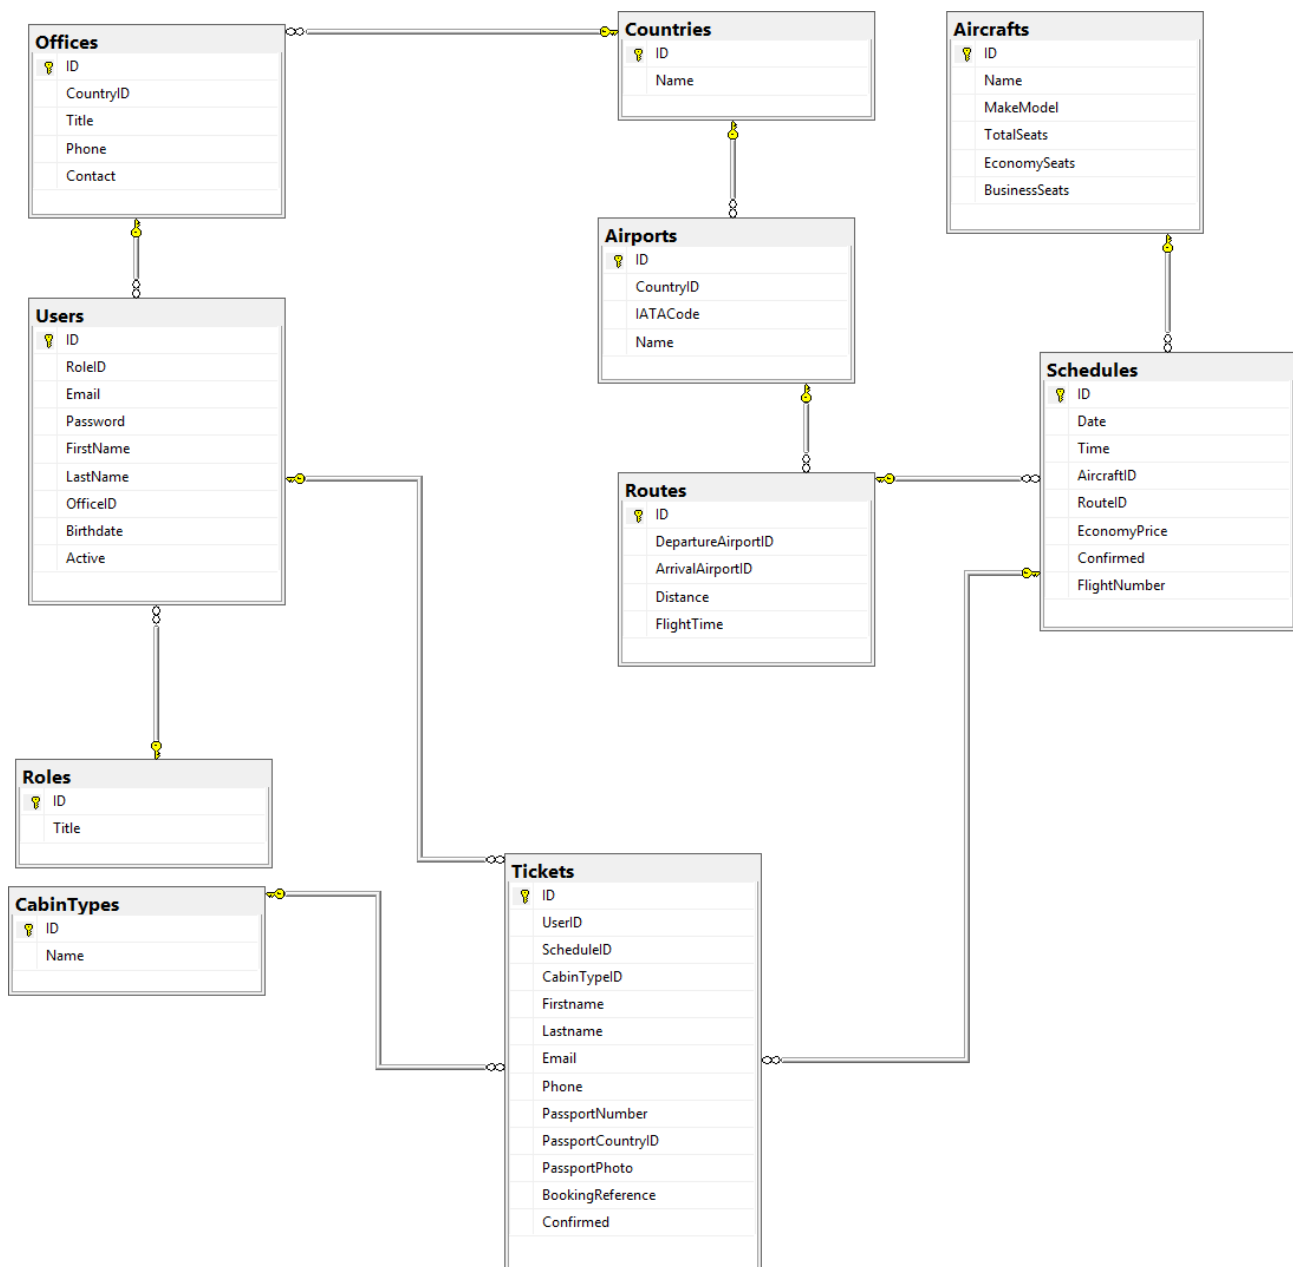 Offices
ID
CountryID
Title
Phone
Contact
Countries
ID
Name
Aircrafts
ID
Name
MakeModel
TotalSeats
EconomySeats
BusinessSeats
Airports
ID
CountryID
IATACode
Name
Users
ID
RoleID
Email
Password
FirstName
LastName
OfficeID
Birthdate
Active
Schedules
ID
Date
Time
AircraftID
RouteID
EconomyPrice
Confirmed
FlightNumber
Routes
ID
DepartureAirportID
ArrivalAirportID
Distance
FlightTime
Roles
ID
Title
CabinTypes
ID
Name
Tickets
ID
UserID
ScheduleID
CabinTypeID
Firstname
Lastname
Email
Phone
PassportNumber
PassportCountryID
PassportPhoto
BookingReference
Confirmed